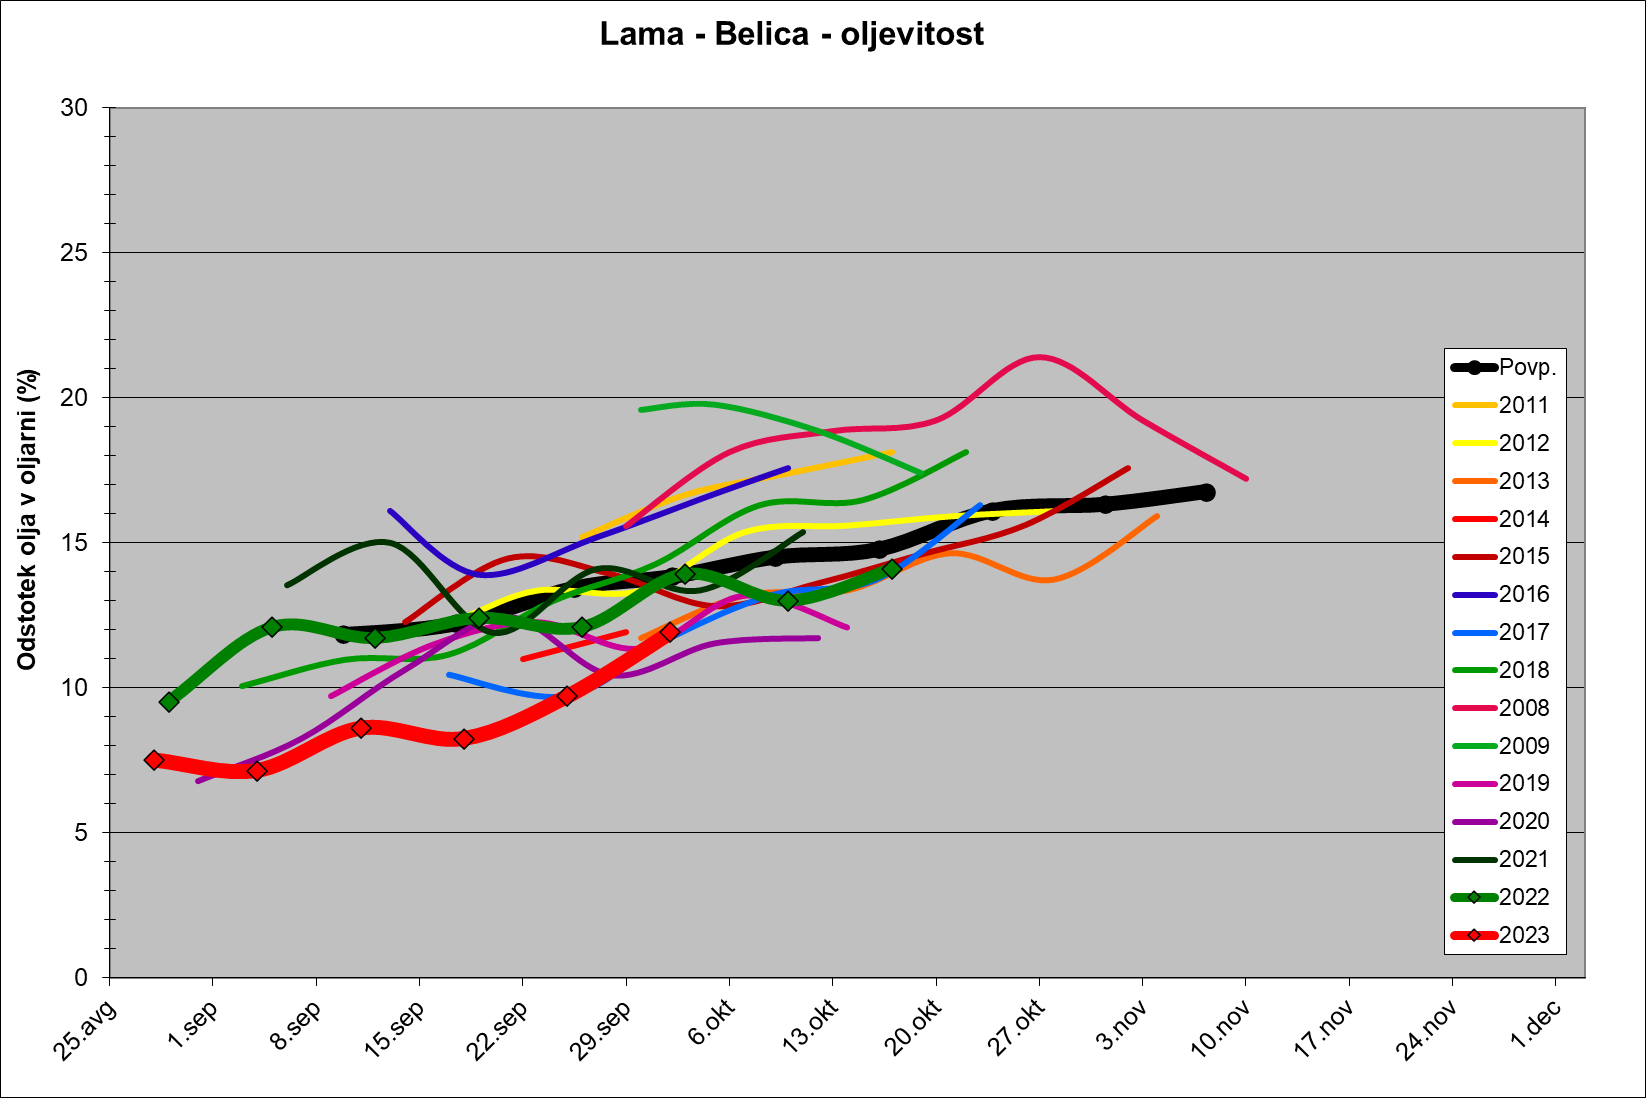 Lama - Belica - oljevitost
Odstotek olja v oljarni (%)
30
25
20
15
10
5
0
25.avg
1.sep
8.sep
15.sep
22.sep
29.sep
6.okt
13.okt
20.okt
27.okt
3.nov
10.nov
17.nov
24.nov
1.dec
Povp.
2011
2012
2013
2014
2015
2016
2017
2018
2008
2009
2019
2020
2021
2022
2023